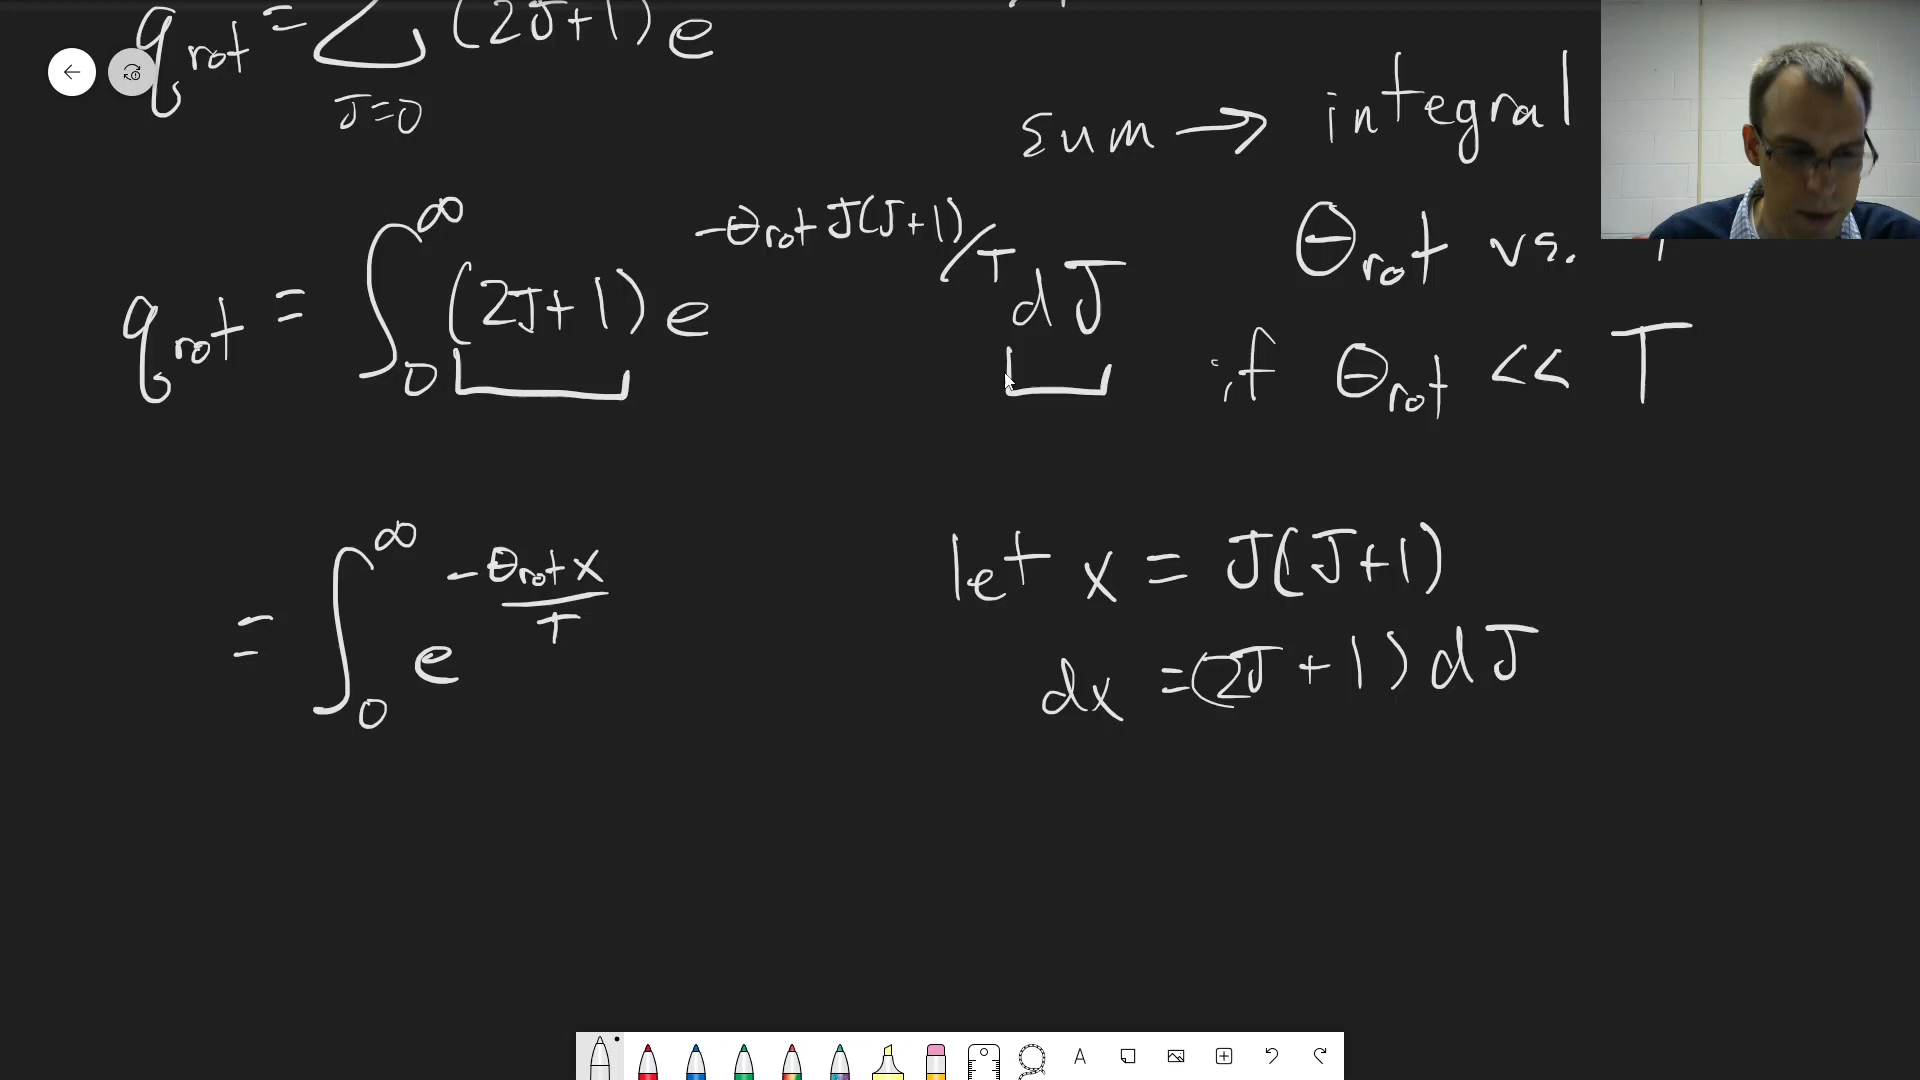 q_rot = Σ (2J+1) e
J=0
sum → integral
q_rot = ∫_0^∞ (2J+1) e^{-θ_rot J(J+1)/T} dJ
θ_rot vs. T
if θ_rot << T
= ∫_0^∞ e^{-θ_rot x / T}
let x = J(J+1)
dx = (2J+1) dJ
A